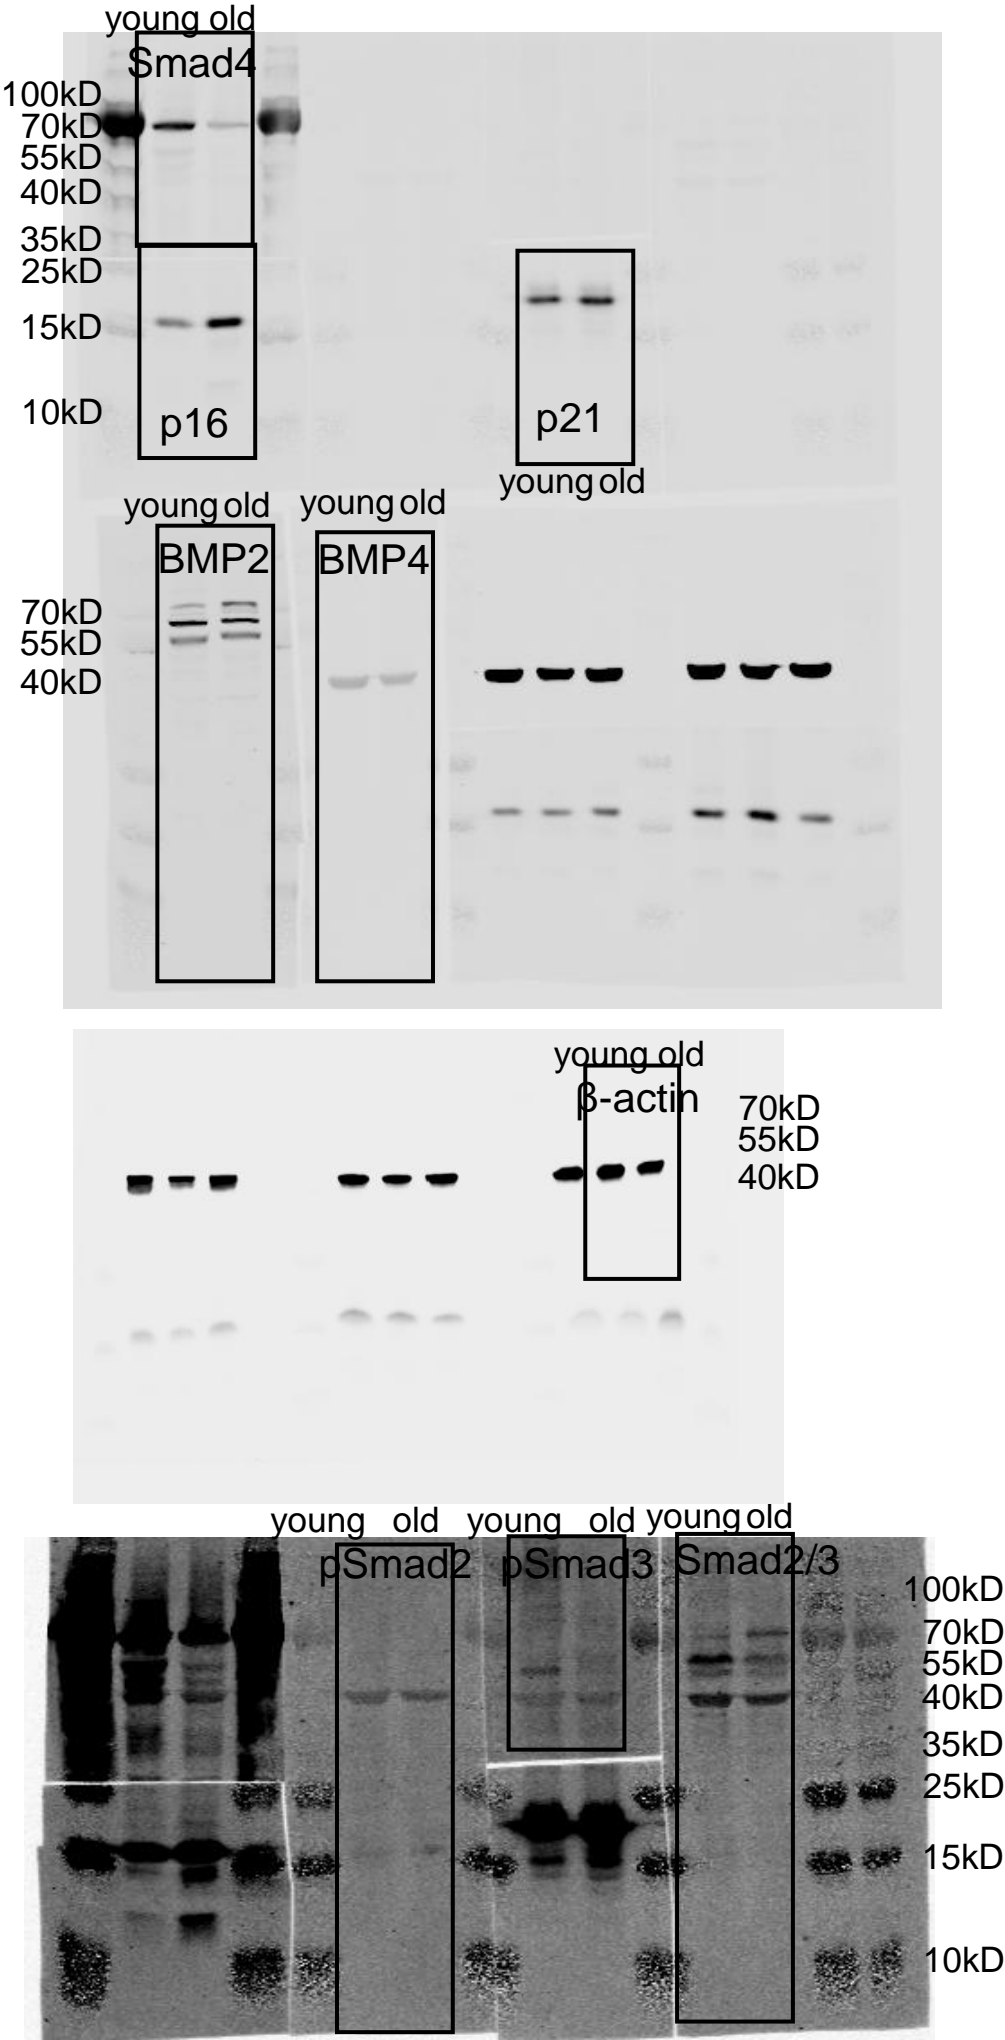 young old
Smad4
100kD
70kD
55kD
40kD
35kD
25kD
15kD
10kD
p16
p21
young old
young old
young old
BMP2
BMP4
70kD
55kD
40kD
young old
β-actin
70kD
55kD
40kD
young old
young old
young old
pSmad2
pSmad3
Smad2/3
100kD
70kD
55kD
40kD
35kD
25kD
15kD
10kD